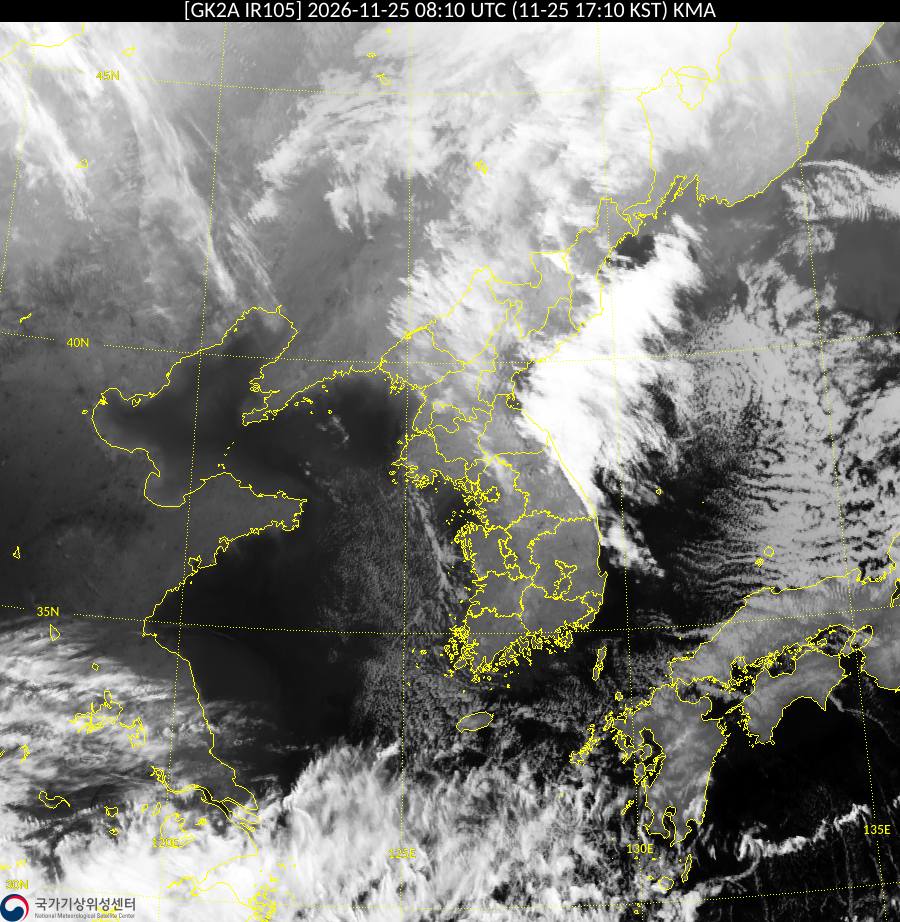 [GK2A IR105] 2026-11-25 08:10 UTC (11-25 17:10 KST) KMA
45N
40N
35N
120E
125E
130E
135E
30N
국가기상위성센터
National Meteorological Satellite Center